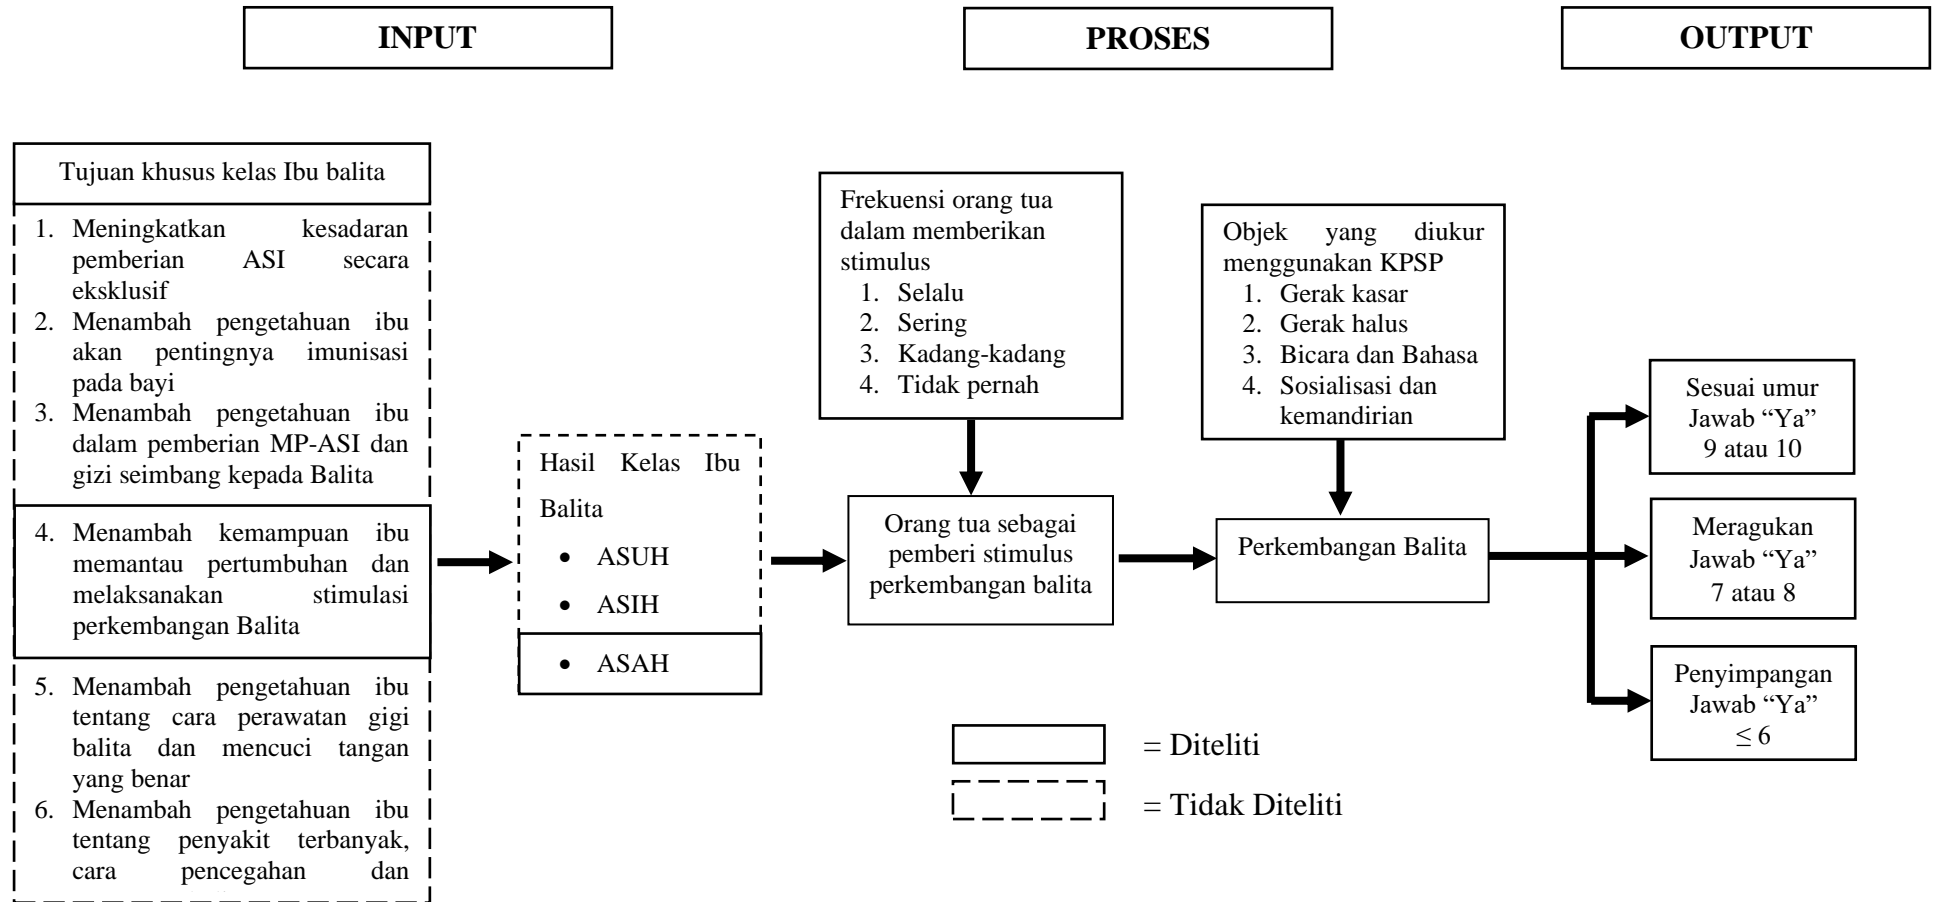 INPUT
PROSES
OUTPUT
Tujuan khusus kelas Ibu balita
1. Meningkatkan kesadaran
pemberian ASI secara
eksklusif
2. Menambah pengetahuan ibu
akan pentingnya imunisasi
pada bayi
3. Menambah pengetahuan ibu
dalam pemberian MP-ASI dan
gizi seimbang kepada Balita
4. Menambah kemampuan ibu
memantau pertumbuhan dan
melaksanakan stimulasi
perkembangan Balita
5. Menambah pengetahuan ibu
tentang cara perawatan gigi
balita dan mencuci tangan
yang benar
6. Menambah pengetahuan ibu
tentang penyakit terbanyak,
cara pencegahan dan
Hasil Kelas Ibu
Balita
• ASUH
• ASIH
• ASAH
Frekuensi orang tua
dalam memberikan
stimulus
1. Selalu
2. Sering
3. Kadang-kadang
4. Tidak pernah
Orang tua sebagai
pemberi stimulus
perkembangan balita
Objek yang diukur
menggunakan KPSP
1. Gerak kasar
2. Gerak halus
3. Bicara dan Bahasa
4. Sosialisasi dan
kemandirian
Perkembangan Balita
Sesuai umur
Jawab “Ya”
9 atau 10
Meragukan
Jawab “Ya”
7 atau 8
Penyimpangan
Jawab “Ya”
≤ 6
= Diteliti
= Tidak Diteliti